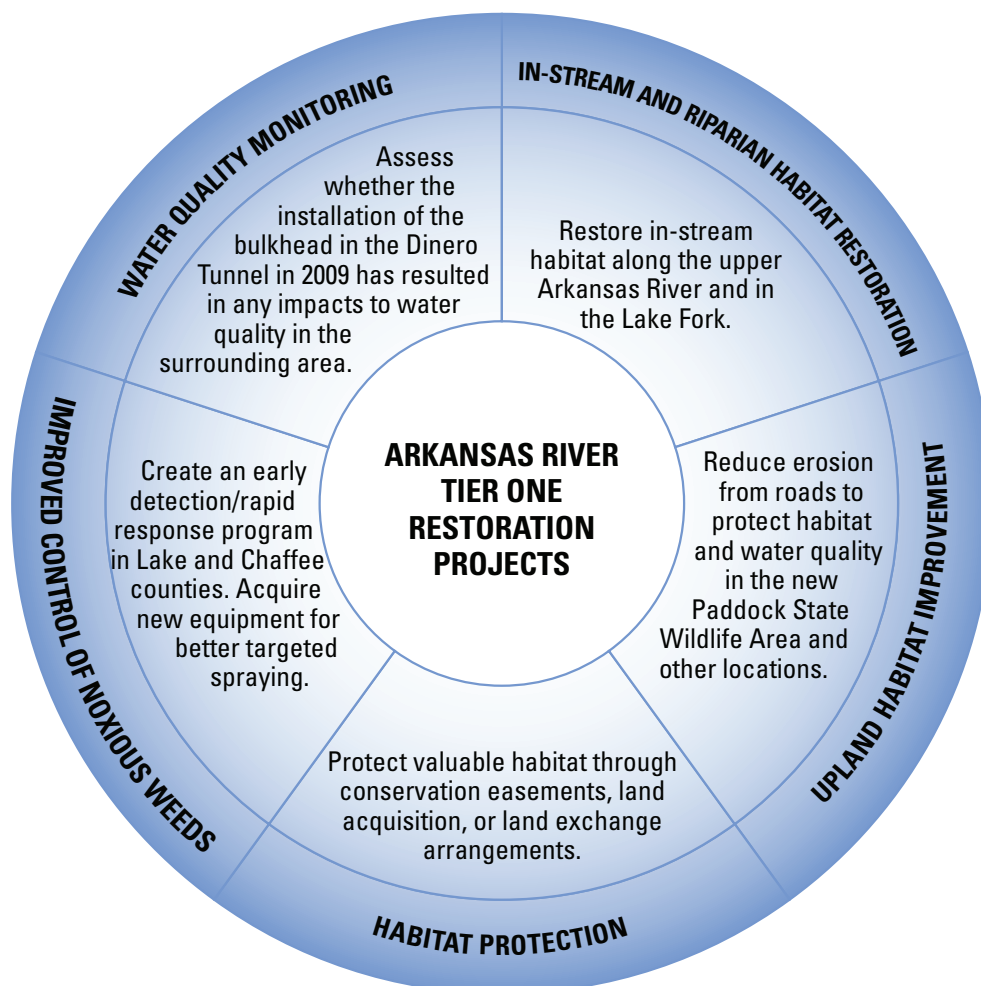 WATER QUALITY MONITORING
Assess
whether the
installation of the
bulkhead in the Dinero
Tunnel in 2009 has resulted
in any impacts to water
quality in the
surrounding area.
IN-STREAM AND RIPARIAN HABITAT RESTORATION
Restore in-stream
habitat along the upper
Arkansas River and in
the Lake Fork.
UPLAND HABITAT IMPROVEMENT
Reduce erosion
from roads to
protect habitat
and water quality
in the new
Paddock State
Wildlife Area and
other locations.
HABITAT PROTECTION
Protect valuable habitat through
conservation easements, land
acquisition, or land exchange
arrangements.
IMPROVED CONTROL OF NOXIOUS WEEDS
Create an early
detection/rapid
response program
in Lake and Chaffee
counties. Acquire
new equipment for
better targeted
spraying.
ARKANSAS RIVER
TIER ONE
RESTORATION
PROJECTS